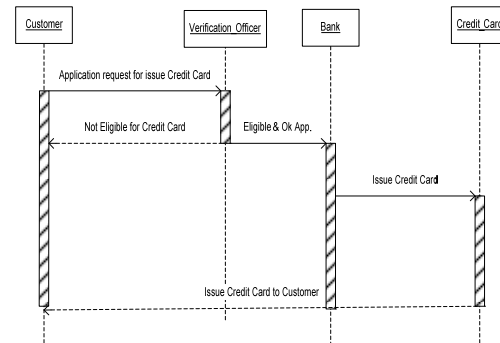 Customer
Verification_Officer
Bank
Credit_Card
Application request for issue Credit Card
Not Eligible for Credit Card
Eligible & Ok App.
Issue Credit Card
Issue Credit Card to Customer